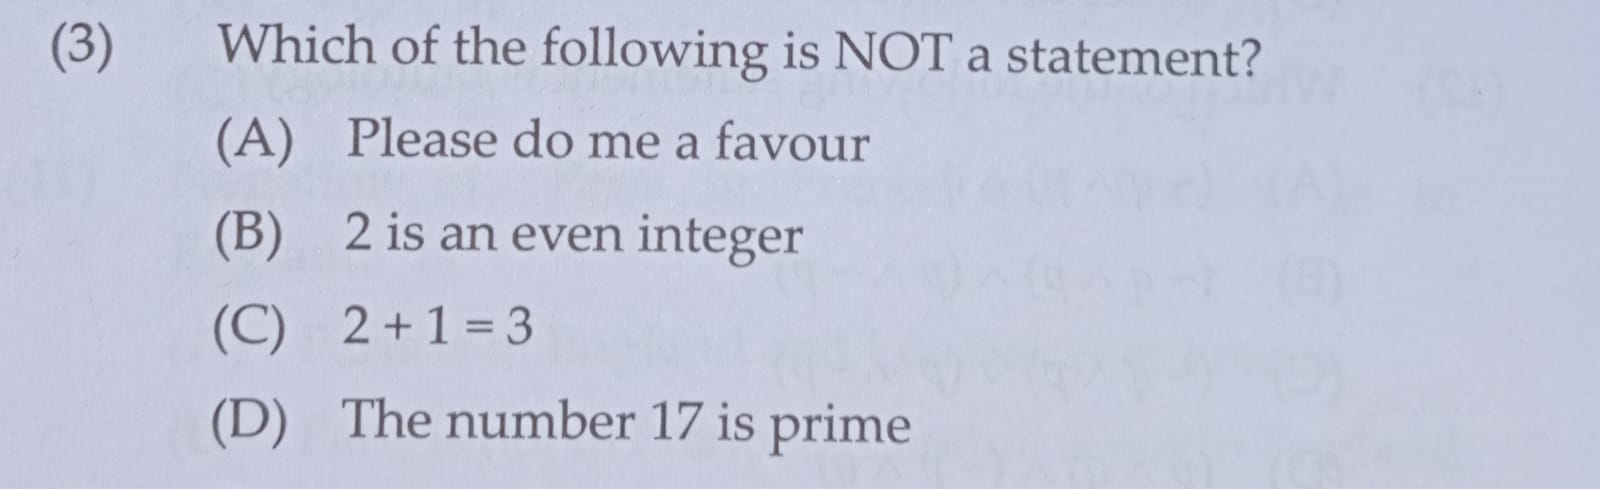 (3) Which of the following is NOT a statement?
(A) Please do me a favour
(B) 2 is an even integer
(C) 2 + 1 = 3
(D) The number 17 is prime